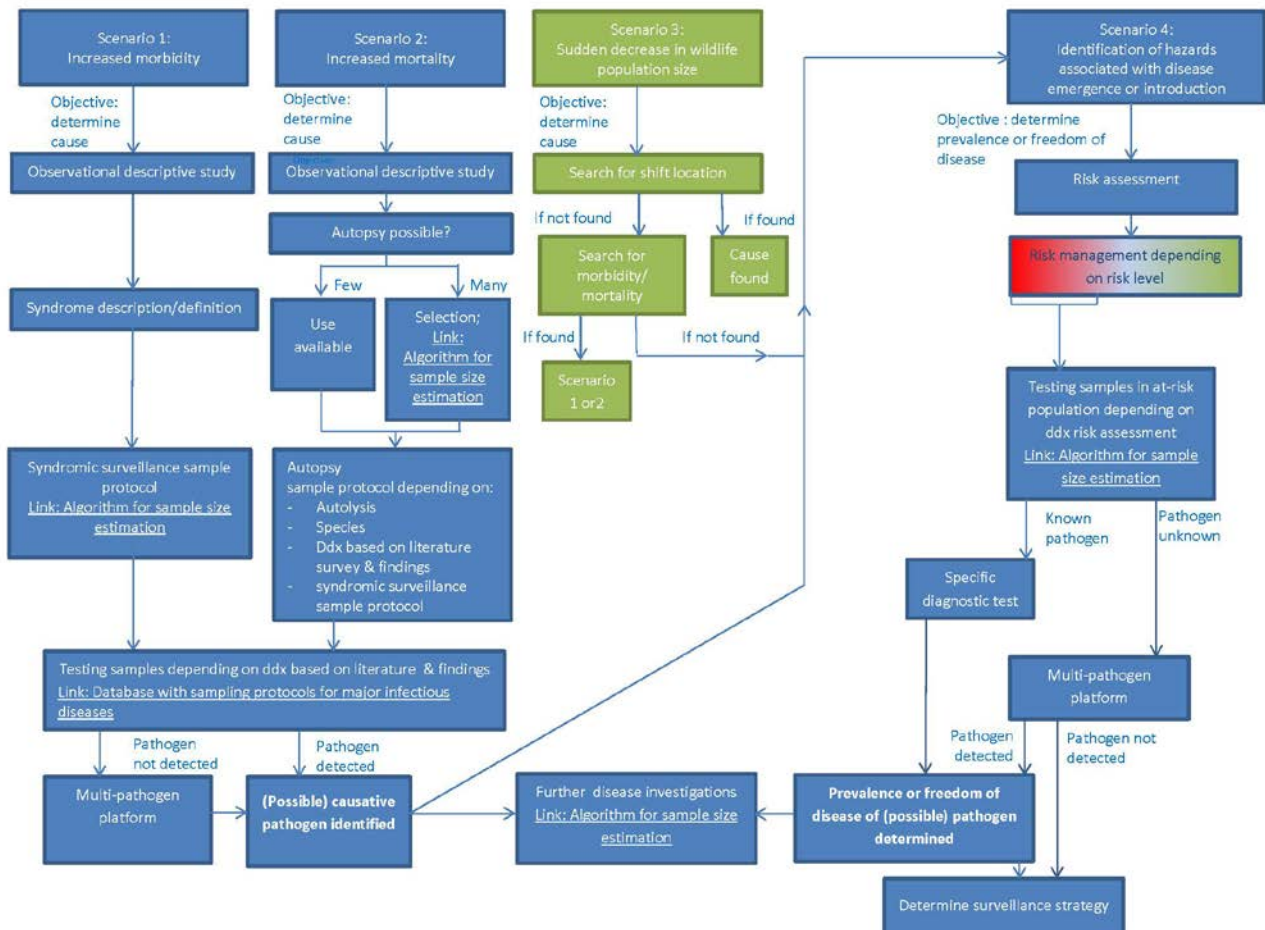 Scenario 1:
Increased morbidity
Objective:
determine
cause
Observational descriptive study
Syndrome description/definition
Syndromic surveillance sample
protocol
Link: Algorithm for sample size
estimation
Scenario 2:
Increased mortality
Objective:
determine
cause
Observational descriptive study
Autopsy possible?
Few
Many
Use
available
Selection;
Link:
Algorithm for
sample size
estimation
Autopsy
sample protocol depending on:
- Autolysis
- Species
- Ddx based on literature
survey & findings
- syndromic surveillance
sample protocol
Testing samples depending on ddx based on literature & findings
Link: Database with sampling protocols for major infectious
diseases
Pathogen
not detected
Pathogen
detected
Multi-pathogen
platform
(Possible) causative
pathogen identified
Scenario 3:
Sudden decrease in wildlife
population size
Objective:
determine
cause
Search for shift location
If not found
If found
Search for
morbidity/
mortality
Cause
found
If found
If not found
Scenario
1 or2
Further disease investigations
Link: Algorithm for sample size
estimation
Scenario 4:
Identification of hazards
associated with disease
emergence or introduction
Objective : determine
prevalence or freedom of
disease
Risk assessment
Risk management depending
on risk level
Testing samples in at-risk
population depending on
ddx risk assessment
Link: Algorithm for sample
size estimation
Known
pathogen
Pathogen
unknown
Specific
diagnostic test
Multi-pathogen
platform
Pathogen
detected
Pathogen not
detected
Prevalence or freedom of
disease of (possible) pathogen
determined
Determine surveillance strategy